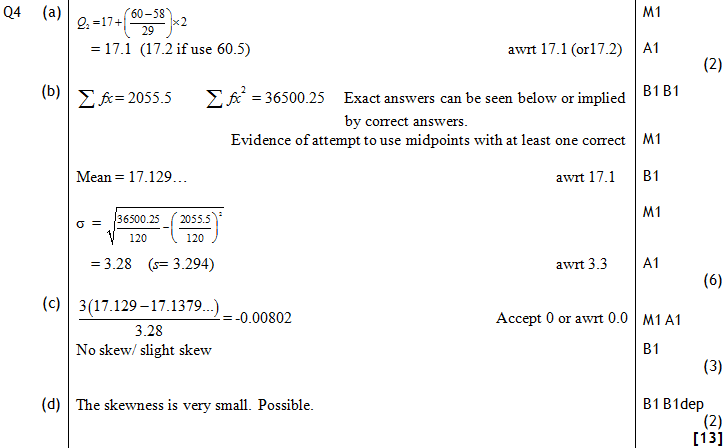 Q4 (a) Q₂ = 17 + (60 – 58 / 29) × 2 M1
= 17.1 (17.2 if use 60.5) awrt 17.1 (or17.2) A1
(2)
(b) ∑ fx = 2055.5 ∑ fx² = 36500.25 Exact answers can be seen below or implied B1 B1
by correct answers.
Evidence of attempt to use midpoints with at least one correct M1
Mean = 17.129… awrt 17.1 B1
σ = √(36500.25 / 120 – (2055.5 / 120)²) M1
= 3.28 (s= 3.294) awrt 3.3 A1
(6)
(c) 3(17.129 – 17.1379...) / 3.28 = -0.00802 Accept 0 or awrt 0.0 M1 A1
No skew/ slight skew B1
(3)
(d) The skewness is very small. Possible. B1 B1dep
(2)
[13]